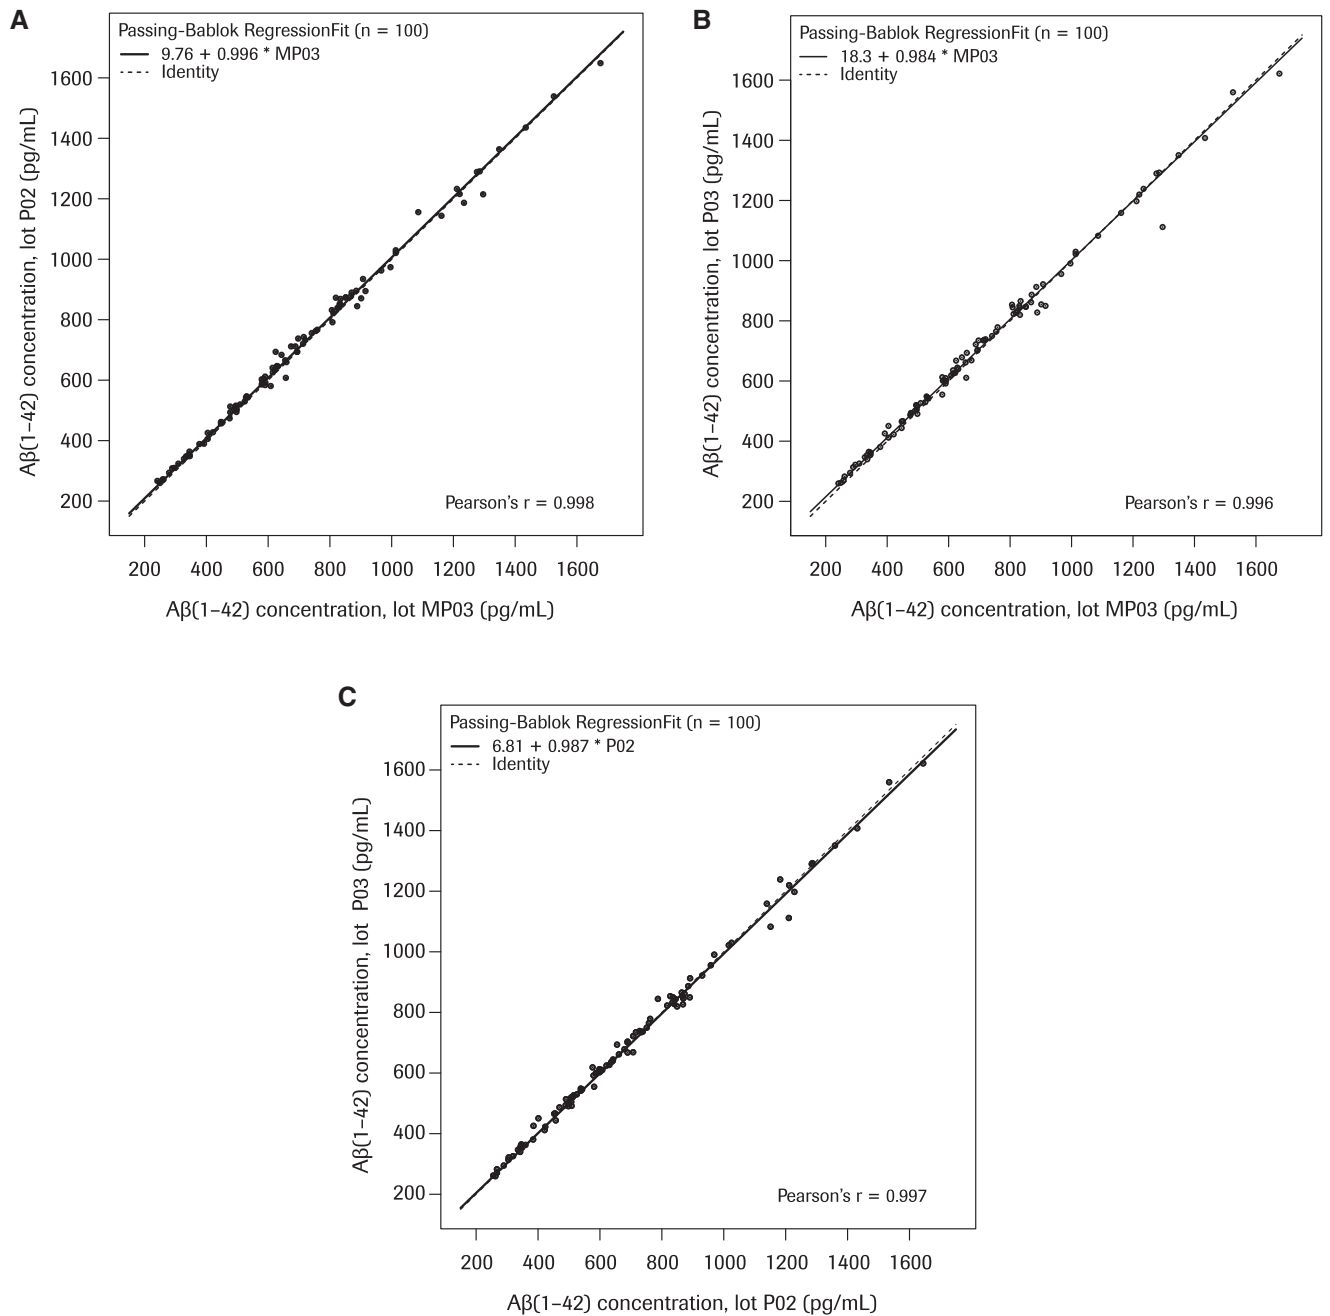 A
Passing-Bablok RegressionFit (n = 100)
9.76 + 0.996 * MP03
Identity
1600
1400
1200
1000
800
600
400
200
Aβ(1–42) concentration, lot P02 (pg/mL)
Pearson's r = 0.998
200 400 600 800 1000 1200 1400 1600
Aβ(1–42) concentration, lot MP03 (pg/mL)
B
Passing-Bablok RegressionFit (n = 100)
18.3 + 0.984 * MP03
Identity
1600
1400
1200
1000
800
600
400
200
Aβ(1–42) concentration, lot P03 (pg/mL)
Pearson's r = 0.996
200 400 600 800 1000 1200 1400 1600
Aβ(1–42) concentration, lot MP03 (pg/mL)
C
Passing-Bablok RegressionFit (n = 100)
6.81 + 0.987 * P02
Identity
1600
1400
1200
1000
800
600
400
200
Aβ(1–42) concentration, lot P03 (pg/mL)
Pearson's r = 0.997
200 400 600 800 1000 1200 1400 1600
Aβ(1–42) concentration, lot P02 (pg/mL)